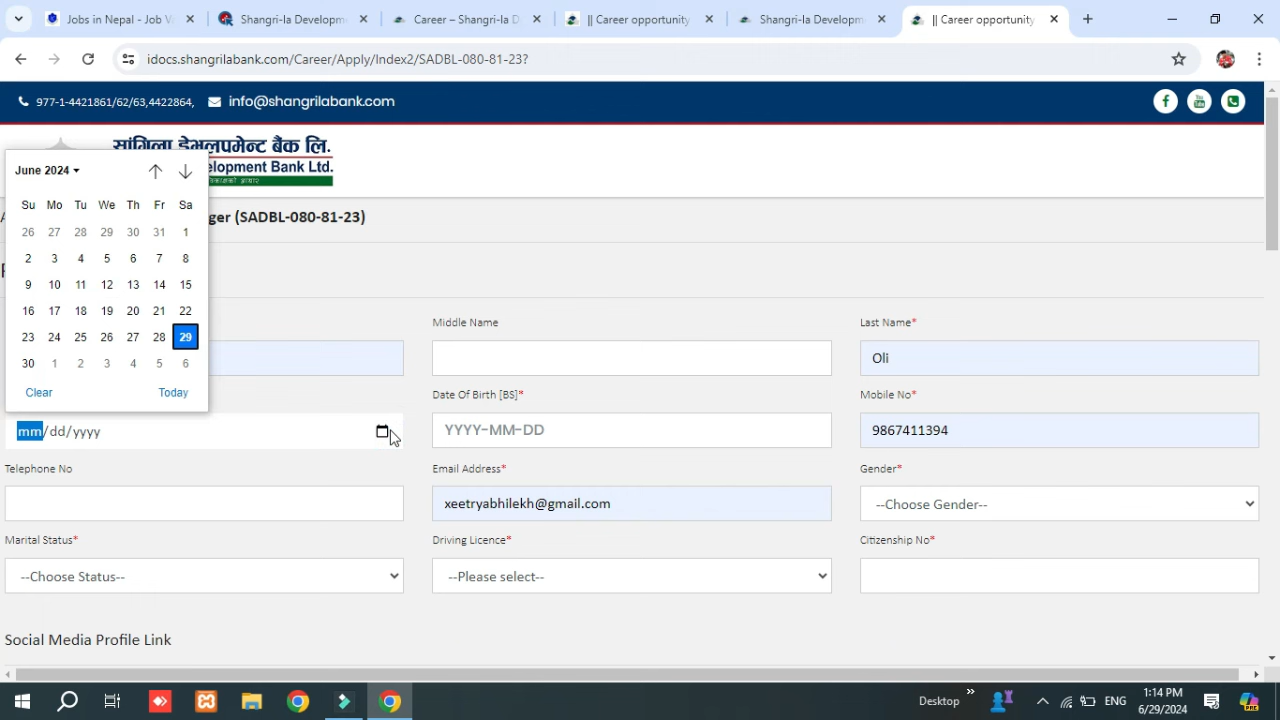 Jobs in Nepal - Job V
Shangri-la Developm
Career – Shangri-La D
|| Career opportunity
Shangri-la Developm
|| Career opportunity
idocs.shangrilabank.com/Career/Apply/Index2/SADBL-080-81-23?
977-1-4421861/62/63,4422864,
info@shangrilabank.com
सांग्रिला डेभलपमेन्ट बैंक लि.
elopment Bank Ltd.
June 2024
ger (SADBL-080-81-23)
Su Mo Tu We Th Fr Sa
26 27 28 29 30 31 1
2 3 4 5 6 7 8
9 10 11 12 13 14 15
16 17 18 19 20 21 22
23 24 25 26 27 28 29
30 1 2 3 4 5 6
Clear Today
Middle Name
Last Name*
Oli
Date Of Birth [BS]*
Mobile No*
mm/dd/yyyy
YYYY-MM-DD
9867411394
Telephone No
Email Address*
Gender*
xeetryabhilekh@gmail.com
--Choose Gender--
Marital Status*
Driving Licence*
Citizenship No*
--Choose Status--
--Please select--
Social Media Profile Link
Desktop
ENG
1:14 PM
6/29/2024